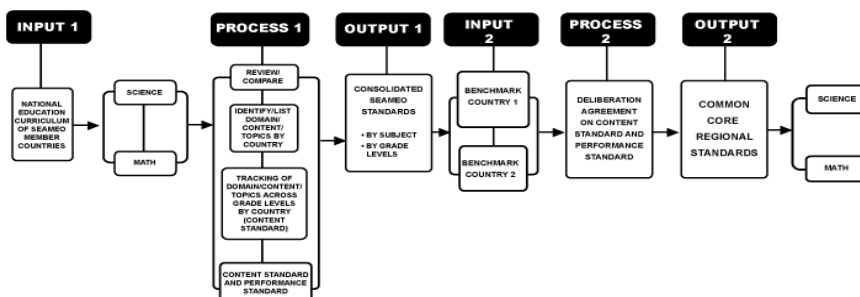 INPUT 1
NATIONAL
EDUCATION
CURRICULUM
OF SEAMEO
MEMBER
COUNTRIES
SCIENCE
MATH
PROCESS 1
REVIEW/
COMPARE
IDENTIFY/LIST
DOMAIN/
CONTENT/
TOPICS BY
COUNTRY
TRACKING OF
DOMAIN/CONTENT/
TOPICS ACROSS
GRADE LEVELS
BY COUNTRY
(CONTENT
STANDARD)
CONTENT STANDARD
AND PERFORMANCE
STANDARD
OUTPUT 1
CONSOLIDATED
SEAMEO
STANDARDS
• BY SUBJECT
• BY GRADE
LEVELS
INPUT
2
BENCHMARK
COUNTRY 1
BENCHMARK
COUNTRY 2
PROCESS
2
DELIBERATION
AGREEMENT
ON CONTENT
STANDARD AND
PERFORMANCE
STANDARD
OUTPUT
2
COMMON
CORE
REGIONAL
STANDARDS
SCIENCE
MATH